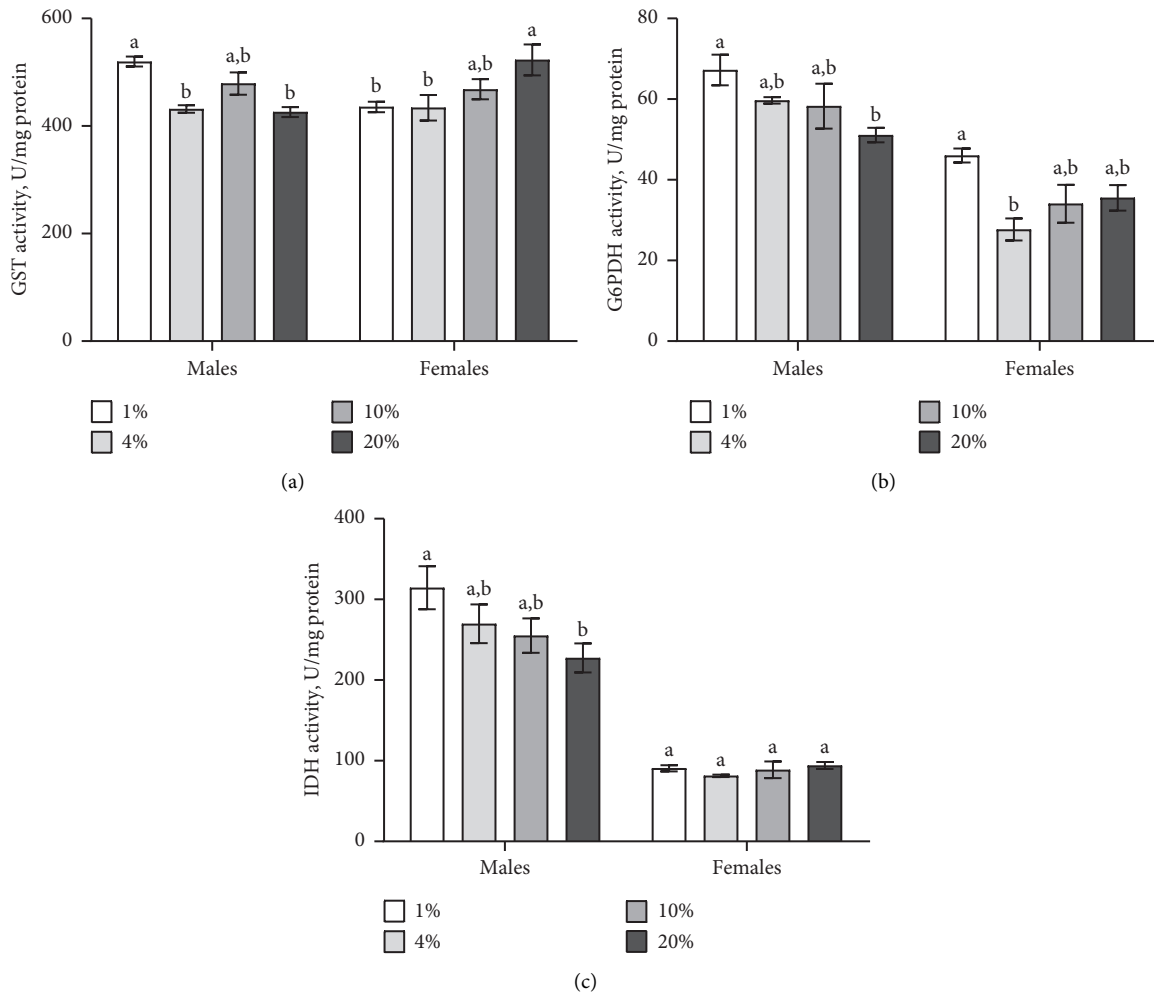 GST activity, U/mg protein
600
400
200
0
a
b
a,b
b
b
b
a,b
a
Males
Females
1%
10%
4%
20%
(a)
G6PDH activity, U/mg protein
80
60
40
20
0
a
a,b
a,b
b
a
b
a,b
a,b
Males
Females
1%
10%
4%
20%
(b)
IDH activity, U/mg protein
400
300
200
100
0
a
a,b
a,b
b
a
a
a
a
Males
Females
1%
10%
4%
20%
(c)